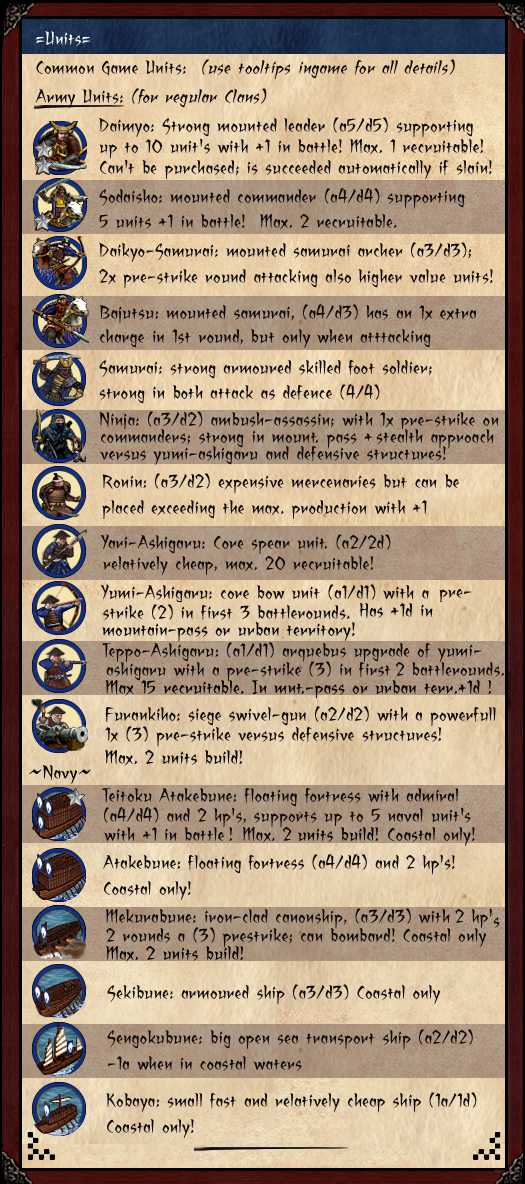 =Units=
Common Game Units: (use tooltips ingame for all details)
Army Units: (for regular Clans)
Daimyo: Strong mounted leader (a5/d5) supporting
up to 10 unit's with +1 in battle! Max. 1 recruitable!
Can't be purchased; is succeeded automatically if slain!
Sodaisho: mounted commander (a4/d4) supporting
5 units +1 in battle! Max. 2 recruitable.
Daikyo-Samurai: mounted samurai archer (a3/d3);
2x pre-strike round attacking also higher value units!
Bajutsu: mounted samurai, (a4/d3) has an 1x extra
charge in 1st round, but only when atttacking
Samurai: strong armoured skilled foot soldier;
strong in both attack as defence (4/4)
Ninja: (a3/d2) ambush-assassin; with 1x pre-strike on
commanders; strong in mount. pass +stealth approach
versus yumi-ashigaru and defensive structures!
Ronin: (a3/d2) expensive mercenaries but can be
placed exceeding the max. production with +1
Yari-Ashigaru: Core spear unit. (a2/2d)
relatively cheap, max. 20 recruitable!
Yumi-Ashigaru: core bow unit (a1/d1) with a pre-
strike (2) in first 3 battlerounds. Has +1d in
mountain-pass or urban territory!
Teppo-Ashigaru: (a1/d1) arquebus upgrade of yumi-
ashigaru with a pre-strike (3) in first 2 battlerounds.
Max 15 recruitable. In mnt.-pass or urban terr.+1d !
Furankiho: siege swivel-gun (a2/d2) with a powerfull
1x (3) pre-strike versus defensive structures!
Max. 2 units build!
~Navy~
Teitoku Atakebune: floating fortress with admiral
(a4/d4) and 2 hp's, supports up to 5 naval unit's
with +1 in battle! Max. 2 units build! Coastal only!
Atakebune: floating fortress (a4/d4) and 2 hp's!
Coastal only!
Mekurabune: iron-clad canonship, (a3/d3) with 2 hp's
2 rounds a (3) prestrike; can bombard! Coastal only
Max. 2 units build!
Sekibune: armoured ship (a3/d3) Coastal only
Sengokubune: big open sea transport ship (a2/d2)
-1a when in coastal waters
Kobaya: small fast and relatively cheap ship (1a/1d)
Coastal only!